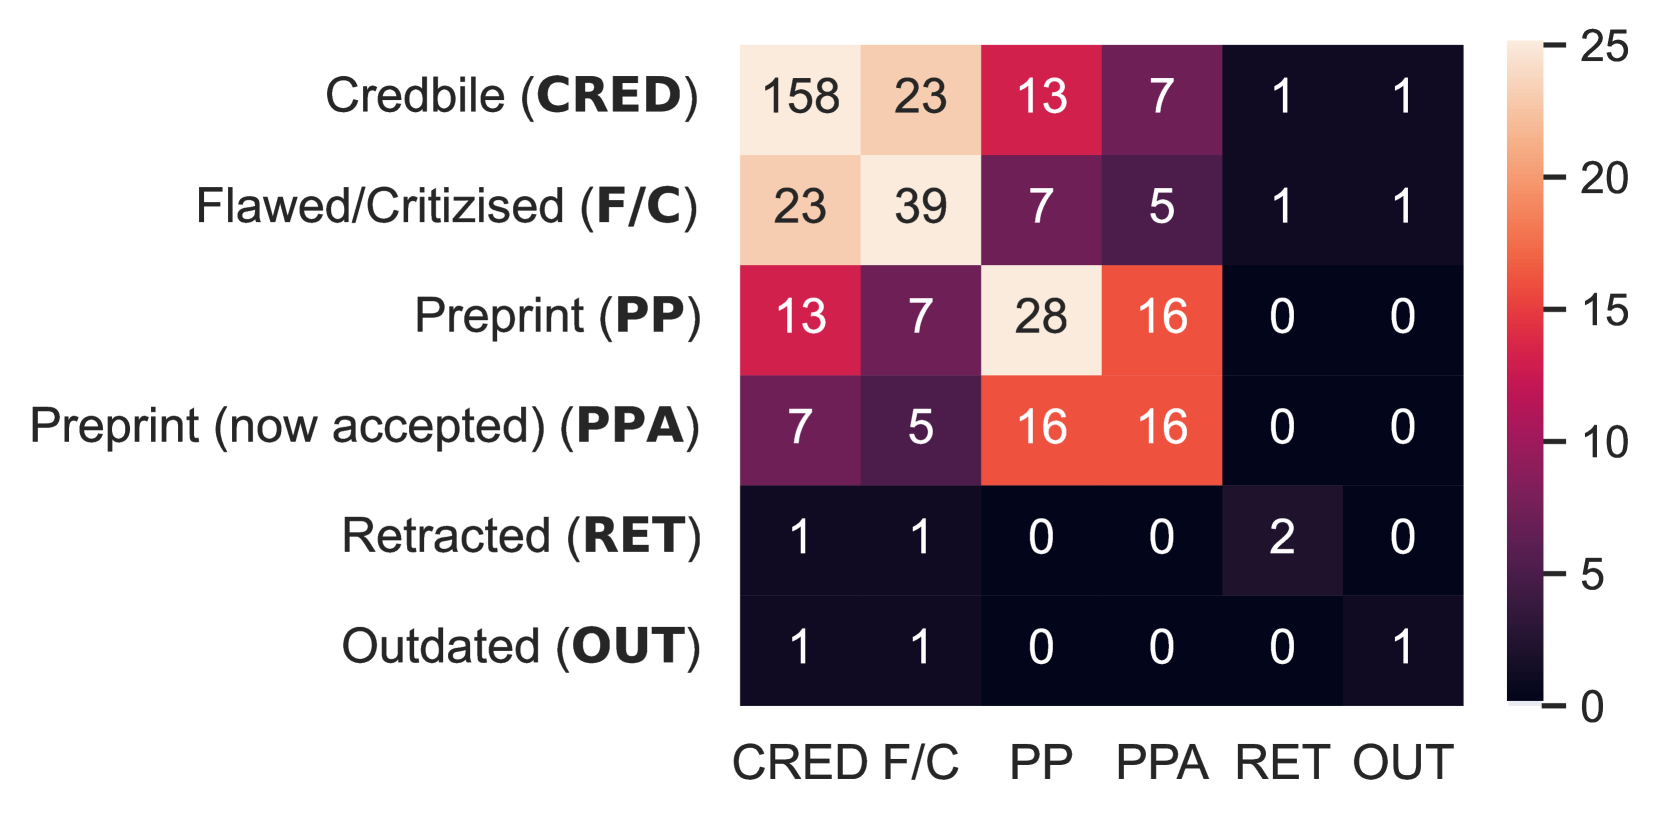 Credbile (CRED) 158 23 13 7 1 1
Flawed/Critizised (F/C) 23 39 7 5 1 1
Preprint (PP) 13 7 28 16 0 0
Preprint (now accepted) (PPA) 7 5 16 16 0 0
Retracted (RET) 1 1 0 0 2 0
Outdated (OUT) 1 1 0 0 0 1
CRED F/C PP PPA RET OUT
25
20
15
10
5
0